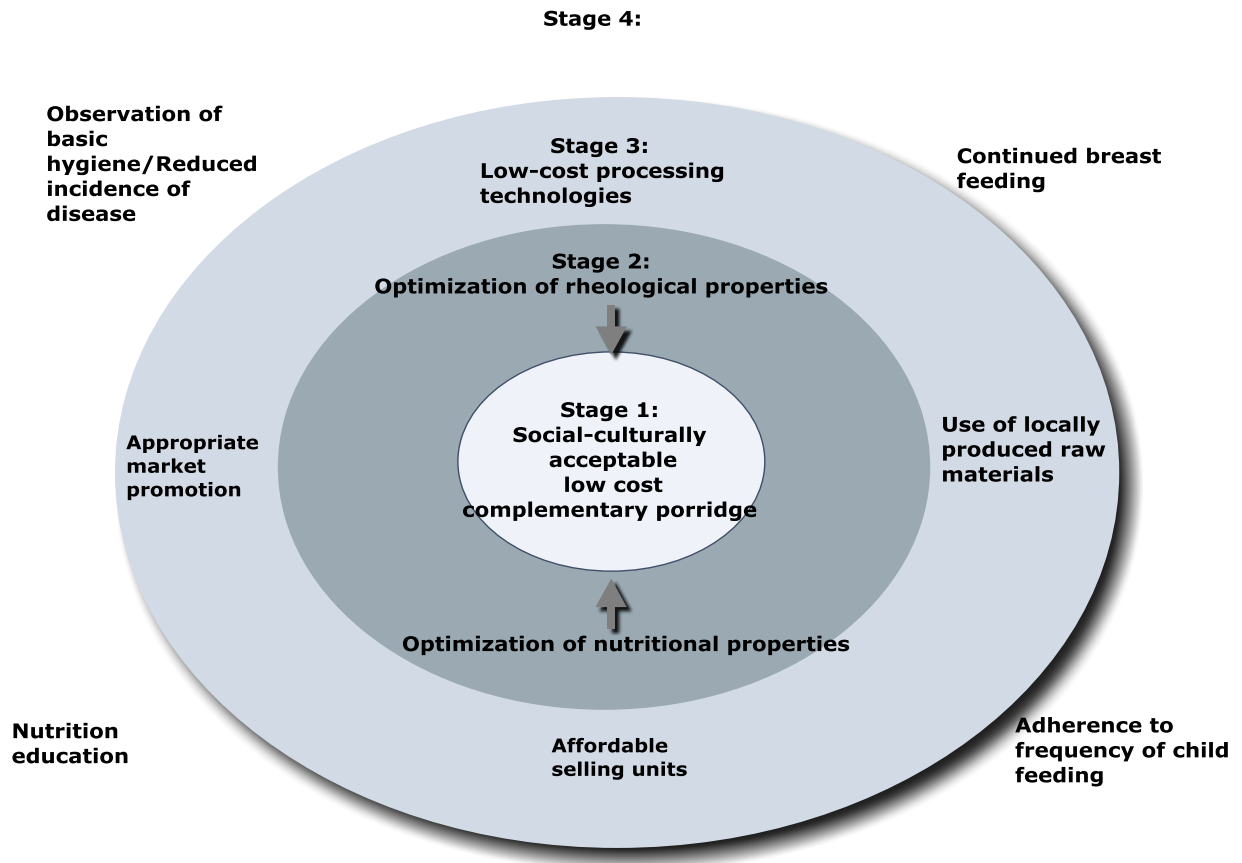 Stage 4:
Observation of
basic
hygiene/Reduced
incidence of
disease
Continued breast
feeding
Stage 3:
Low-cost processing
technologies
Stage 2:
Optimization of rheological properties
Stage 1:
Social-culturally
acceptable
low cost
complementary porridge
Appropriate
market
promotion
Use of locally
produced raw
materials
Optimization of nutritional properties
Affordable
selling units
Nutrition
education
Adherence to
frequency of child
feeding